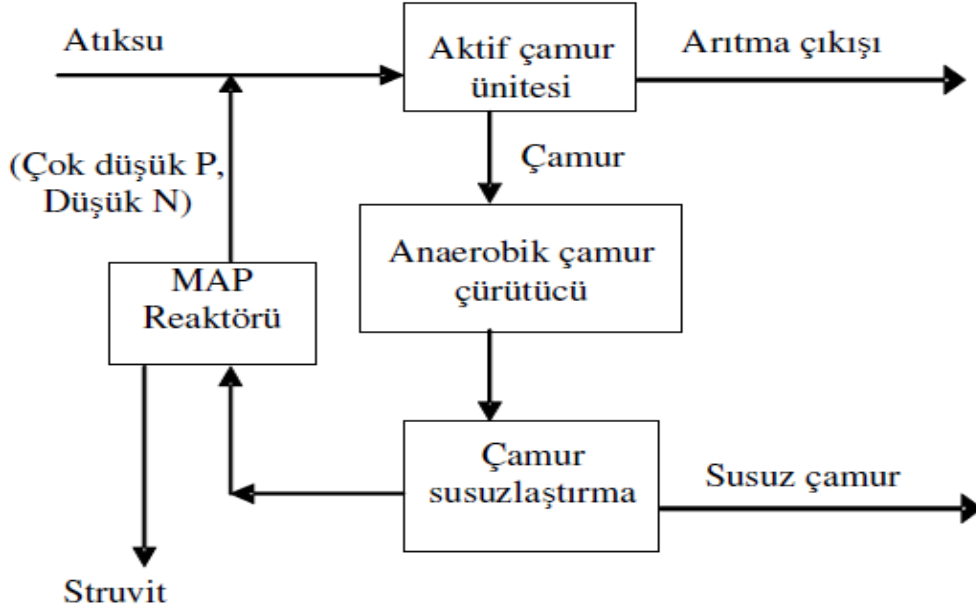 Atıksu
Aktif çamur
ünitesi
Arıtma çıkışı
(Çok düşük P,
Düşük N)
Çamur
Anaerobik çamur
çürütücü
MAP
Reaktörü
Çamur
susuzlaştırma
Susuz çamur
Struvit